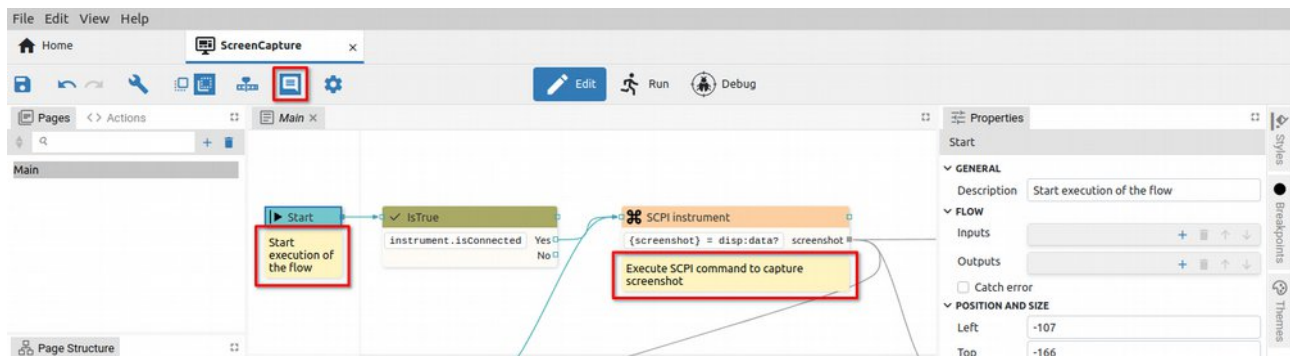 File Edit View Help
Home ScreenCapture ×
Edit Run Debug
Pages <> Actions
Main ×
Properties
Start
Main
GENERAL
Description Start execution of the flow
FLOW
Inputs
Outputs
Catch error
POSITION AND SIZE
Left -107
Top -166
Start
Start
execution of
the flow
IsTrue
instrument.isConnected Yes
No
SCPI instrument
{screenshot} = disp:data? screenshot
Execute SCPI command to capture
screenshot
Page Structure
Styles
Breakpoints
Themes